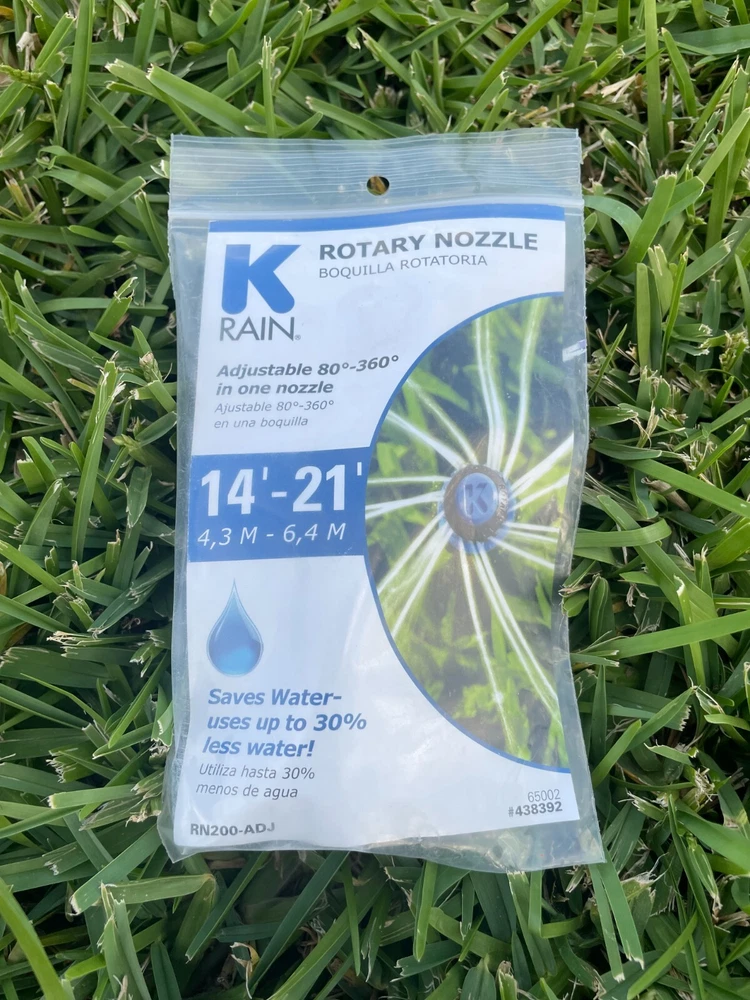 K
RAIN®
ROTARY NOZZLE
BOQUILLA ROTATORIA
Adjustable 80°-360°
in one nozzle
Ajustable 80°-360°
en una boquilla
14'-21'
4,3 M - 6,4 M
K
Saves Water-
uses up to 30%
less water!
Utiliza hasta 30%
menos de agua
RN200-ADJ
65002
#438392